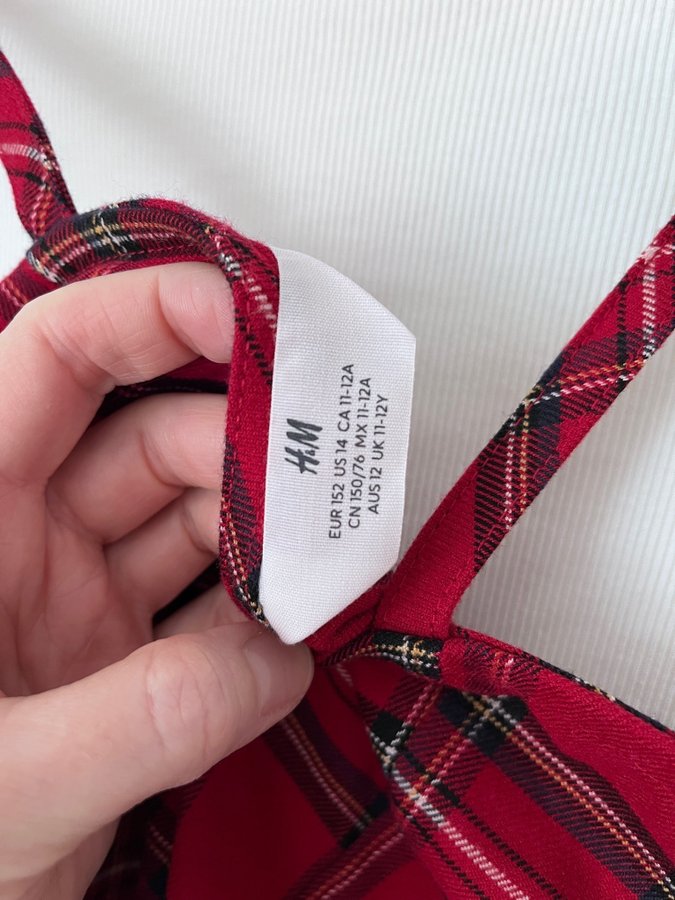 H&M
EUR 152 US 14 CA 11-12A
CN 150/76 MX 11-12A
AUS 12 UK 11-12Y